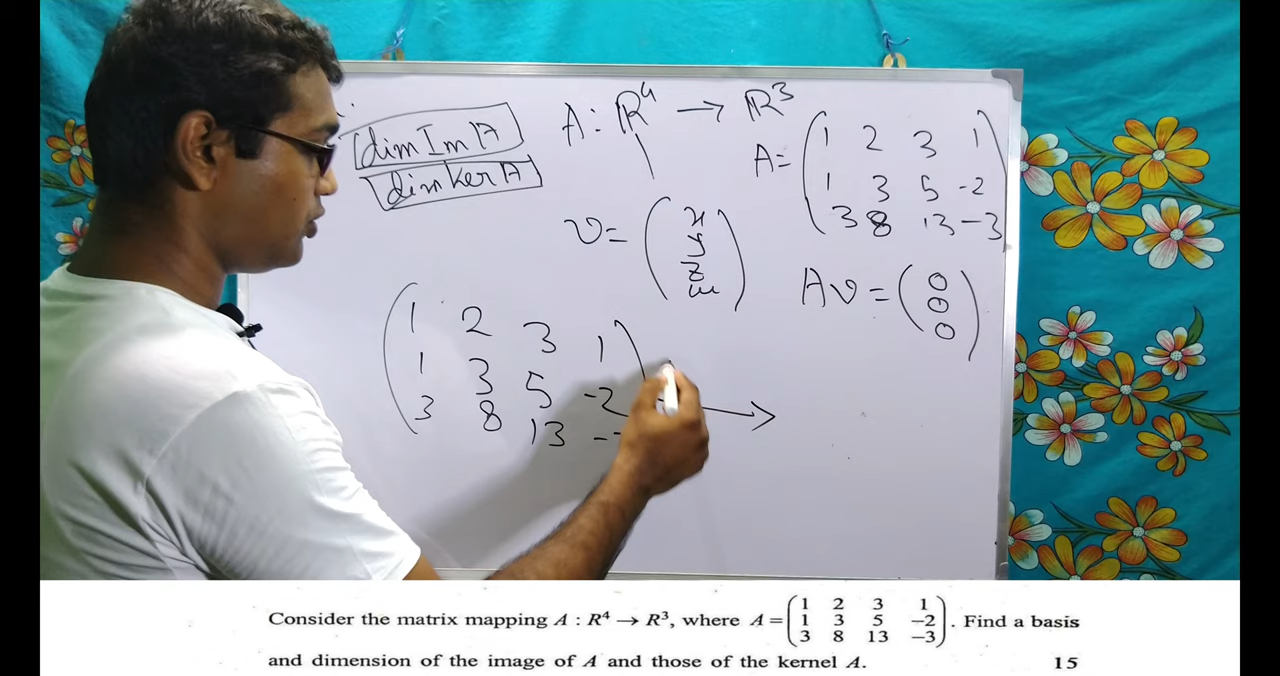 dim Im A
dim Ker A
A : R⁴ → R³
A = ( 1 2 3 1
1 3 5 -2
3 8 13 -3 )
v = ( x
y
z
w )
Av = ( 0
0
0 )
( 1 2 3 1 )
1 3 5 -2
3 8 13 -
Consider the matrix mapping A : R⁴ → R³, where A = ( 1 2 3 1
1 3 5 −2
3 8 13 −3 ). Find a basis
and dimension of the image of A and those of the kernel A. 15